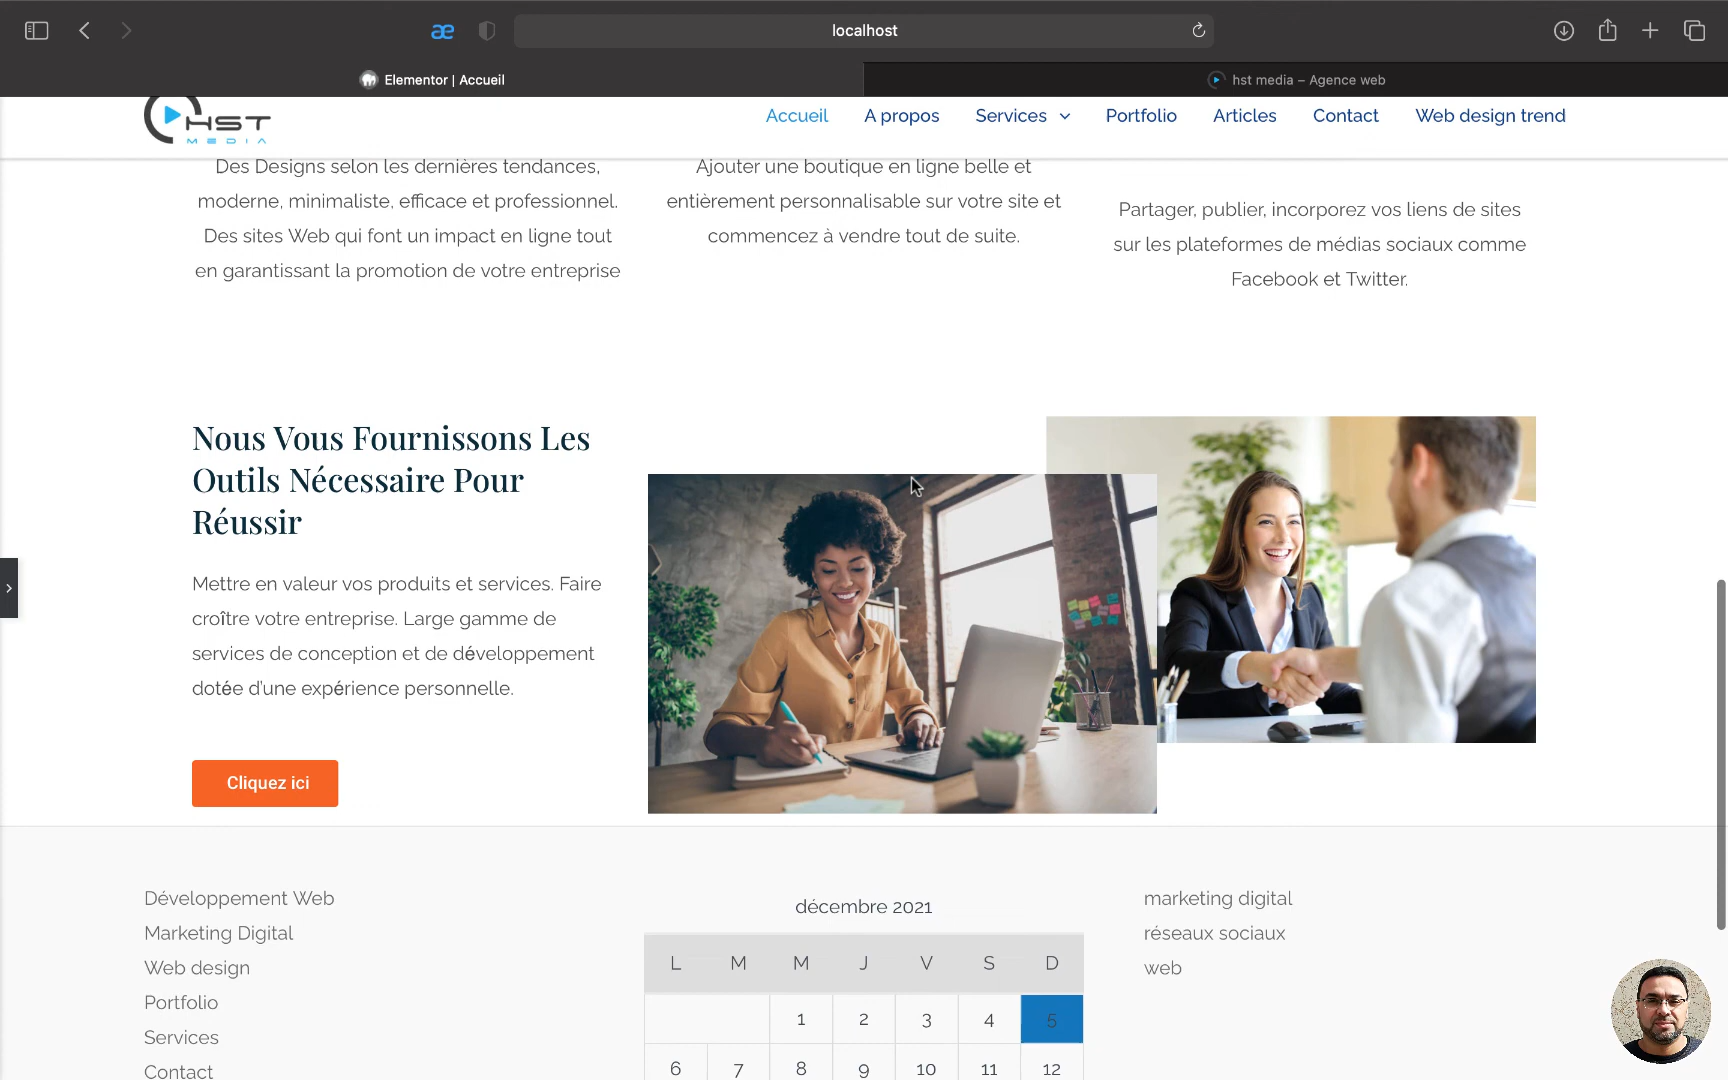 localhost
Elementor | Accueil
hst media – Agence web
HST
MEDIA
Accueil
A propos
Services
Portfolio
Articles
Contact
Web design trend
Des Designs selon les dernières tendances,
moderne, minimaliste, efficace et professionnel.
Des sites Web qui font un impact en ligne tout
en garantissant la promotion de votre entreprise
Ajouter une boutique en ligne belle et
entièrement personnalisable sur votre site et
commencez à vendre tout de suite.
Partager, publier, incorporez vos liens de sites
sur les plateformes de médias sociaux comme
Facebook et Twitter.
Nous Vous Fournissons Les
Outils Nécessaire Pour
Réussir
Mettre en valeur vos produits et services. Faire
croître votre entreprise. Large gamme de
services de conception et de développement
dotée d'une expérience personnelle.
Cliquez ici
Développement Web
Marketing Digital
Web design
Portfolio
Services
Contact
décembre 2021
L M M J V S D
1 2 3 4 5
6 7 8 9 10 11 12
marketing digital
réseaux sociaux
web